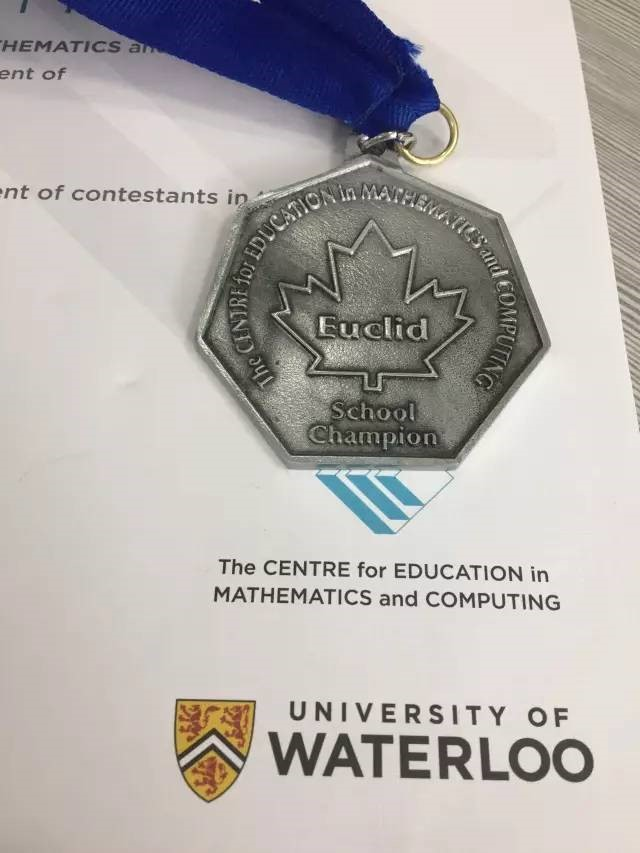 HEMATICS an
ent of
ent of contestants in
The CENTRE for EDUCATION in MATHEMATICS and COMPUTING
Euclid
School
Champion
The CENTRE for EDUCATION in
MATHEMATICS and COMPUTING
UNIVERSITY OF
WATERLOO